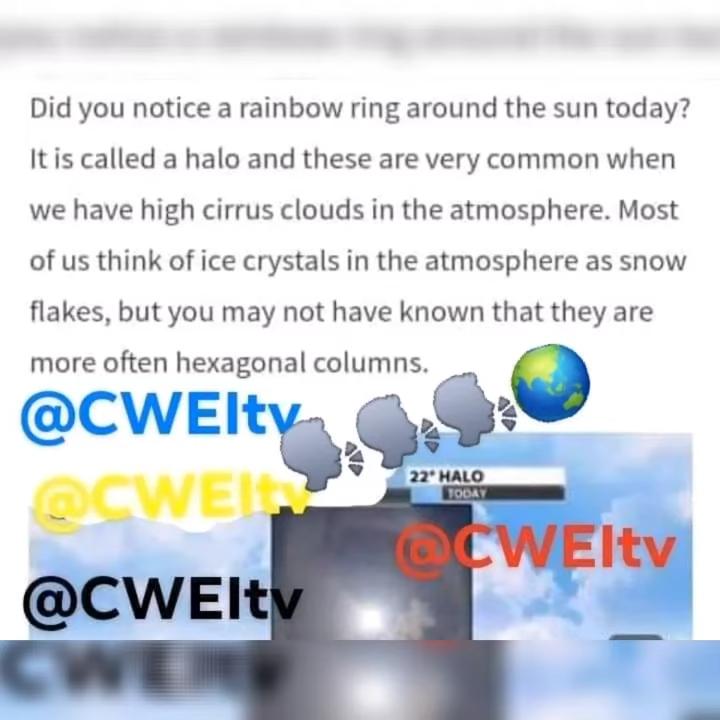 Did you notice a rainbow ring around the sun today?
It is called a halo and these are very common when
we have high cirrus clouds in the atmosphere. Most
of us think of ice crystals in the atmosphere as snow
flakes, but you may not have known that they are
more often hexagonal columns.
@CWEItv
@CWEItv
22° HALO
TODAY
@CWEItv
@CWEItv